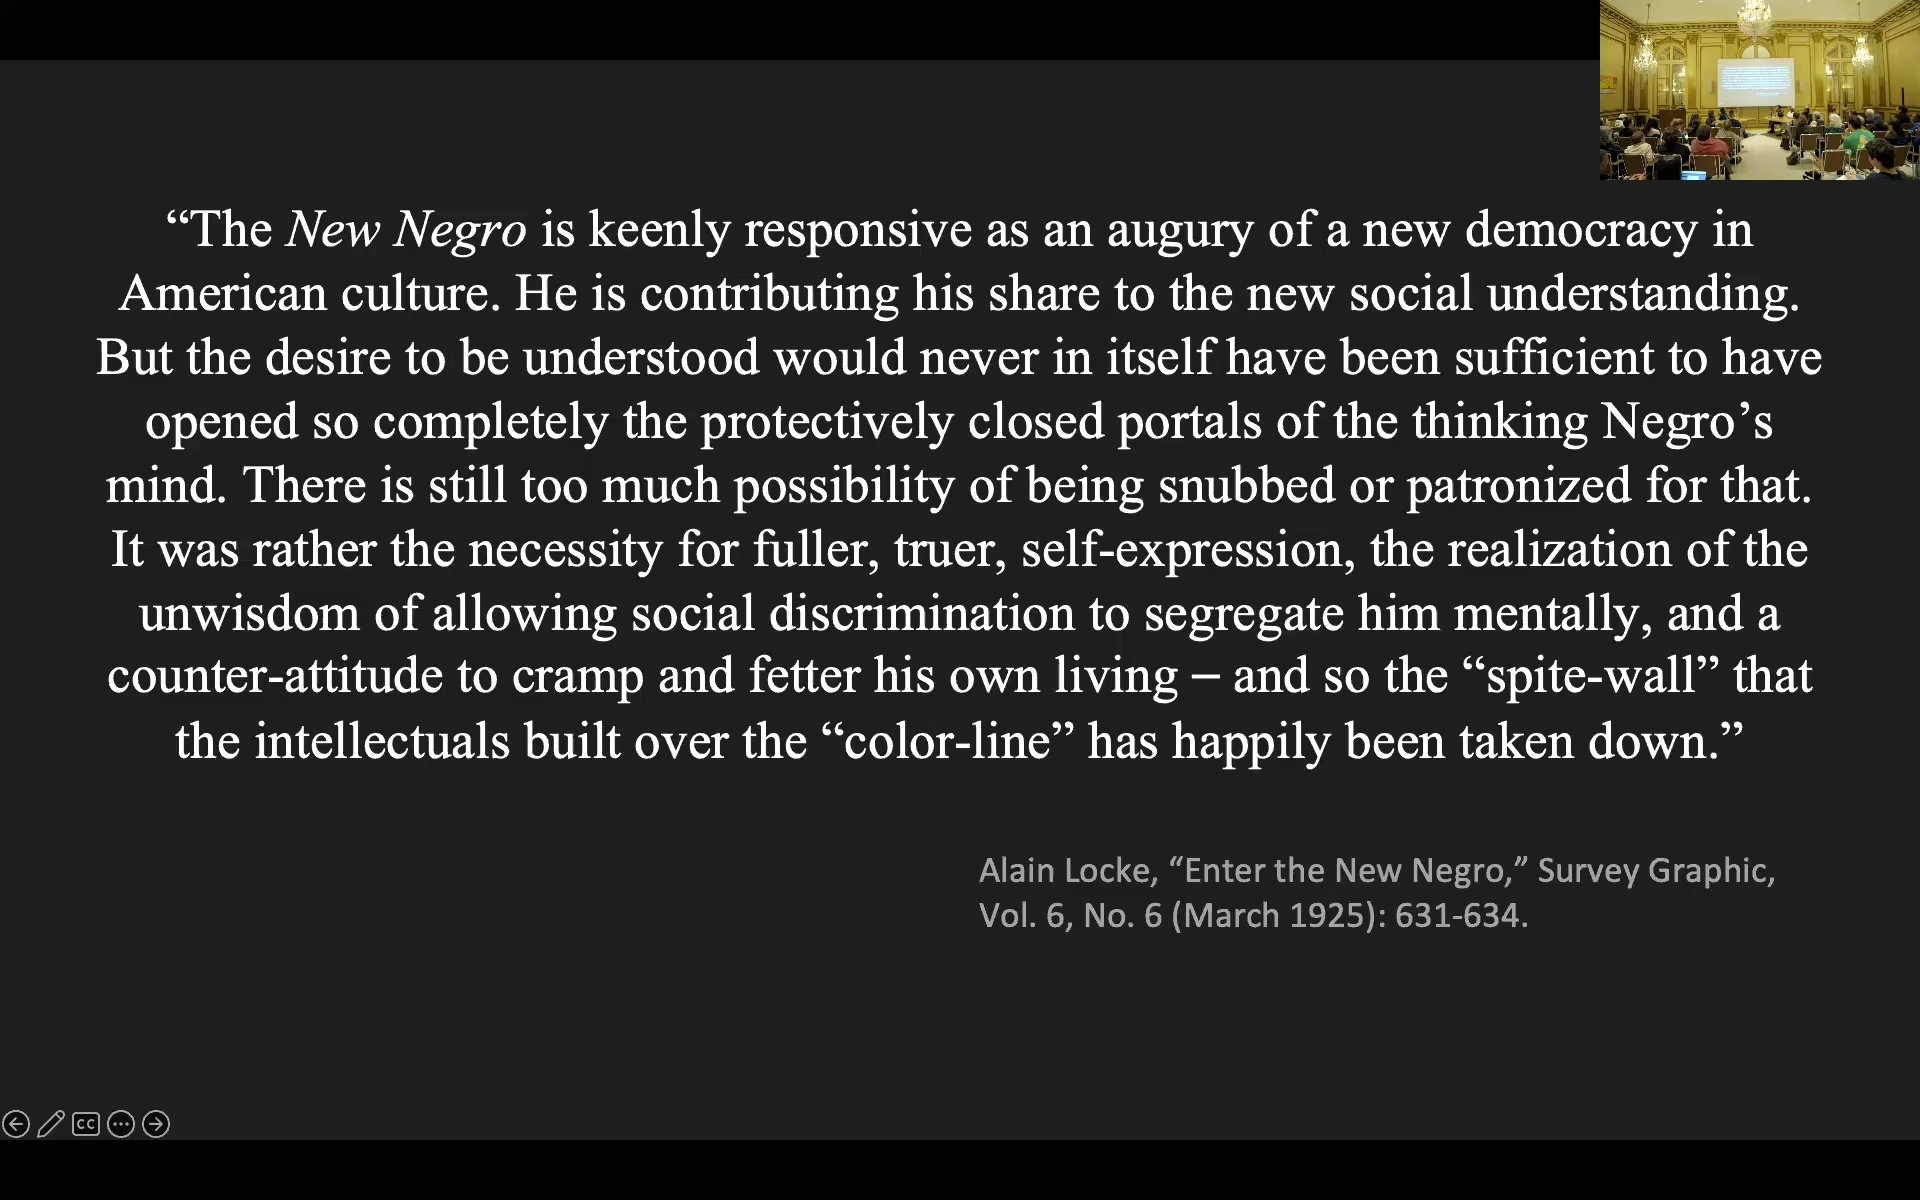 “The New Negro is keenly responsive as an augury of a new democracy in
American culture. He is contributing his share to the new social understanding.
But the desire to be understood would never in itself have been sufficient to have
opened so completely the protectively closed portals of the thinking Negro’s
mind. There is still too much possibility of being snubbed or patronized for that.
It was rather the necessity for fuller, truer, self-expression, the realization of the
unwisdom of allowing social discrimination to segregate him mentally, and a
counter-attitude to cramp and fetter his own living – and so the “spite-wall” that
the intellectuals built over the “color-line” has happily been taken down.”
Alain Locke, “Enter the New Negro,” Survey Graphic,
Vol. 6, No. 6 (March 1925): 631-634.
CC